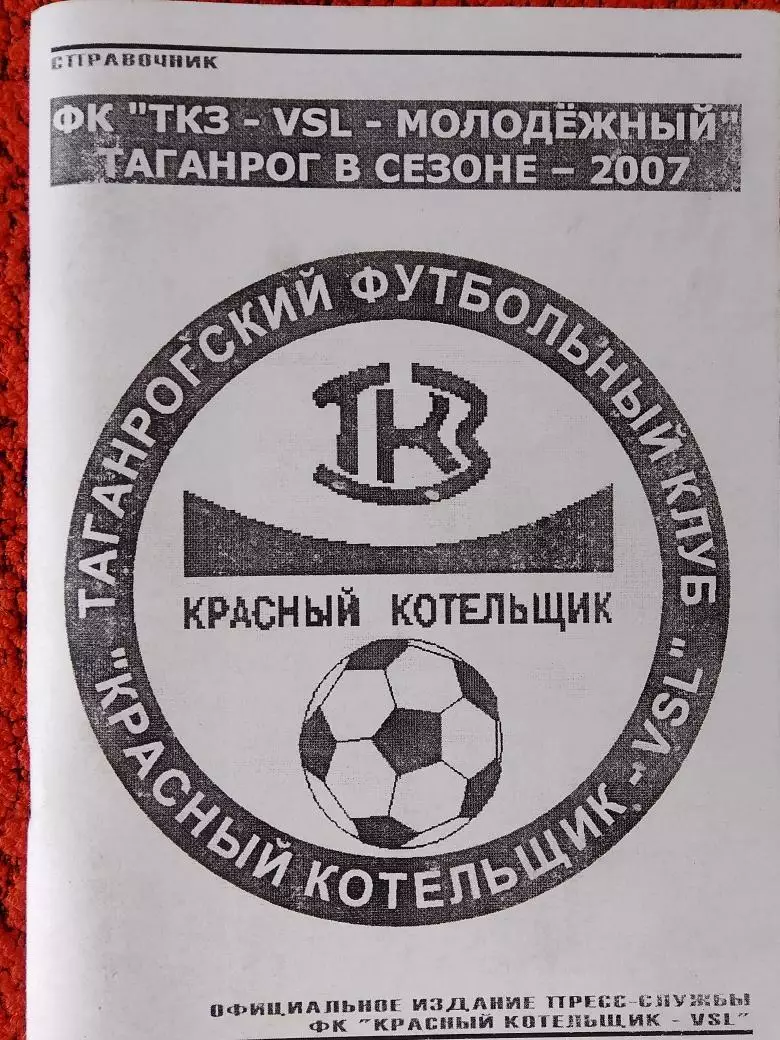 СПРАВОЧНИК
ФК "ТКЗ - VSL - МОЛОДЁЖНЫЙ"
ТАГАНРОГ В СЕЗОНЕ – 2007
ТАГАНРОГСКИЙ ФУТБОЛЬНЫЙ КЛУБ
ТКЗ
КРАСНЫЙ КОТЕЛЬЩИК
"КРАСНЫЙ КОТЕЛЬЩИК - VSL"
ОФИЦИАЛЬНОЕ ИЗДАНИЕ ПРЕСС-СЛУЖБЫ
ФК "КРАСНЫЙ КОТЕЛЬЩИК - VSL"